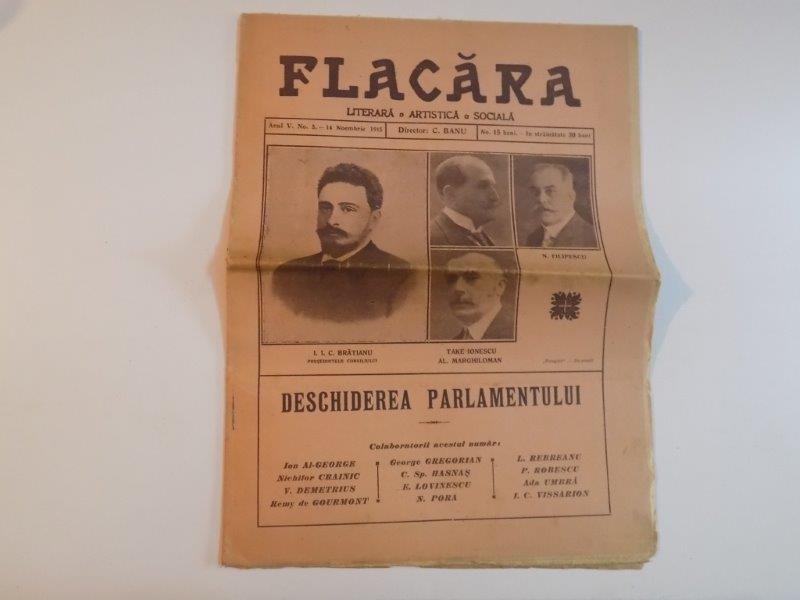 FLACĂRA
LITERARĂ ARTISTICĂ SOCIALĂ
Anul V. No. 5. — 14 Noembrie 1915
Director: C. BANU
No. 15 bani. – In străinătate 30 bani
N. FILIPESCU
I. I. C. BRĂTIANU
PREŞEDINTELE CONSILIULUI
TAKE IONESCU
AL. MARGHILOMAN
DESCHIDEREA PARLAMENTULUI
Colaboratorii acestui număr:
Ion Al-GEORGE
Nichifor CRAINIC
V. DEMETRIUS
Remy de GOURMONT
George GREGORIAN
C. Sp. HASNAŞ
E. LOVINESCU
N. PORA
L. REBREANU
P. ROBESCU
Ada UMBRĂ
I. C. VISSARION